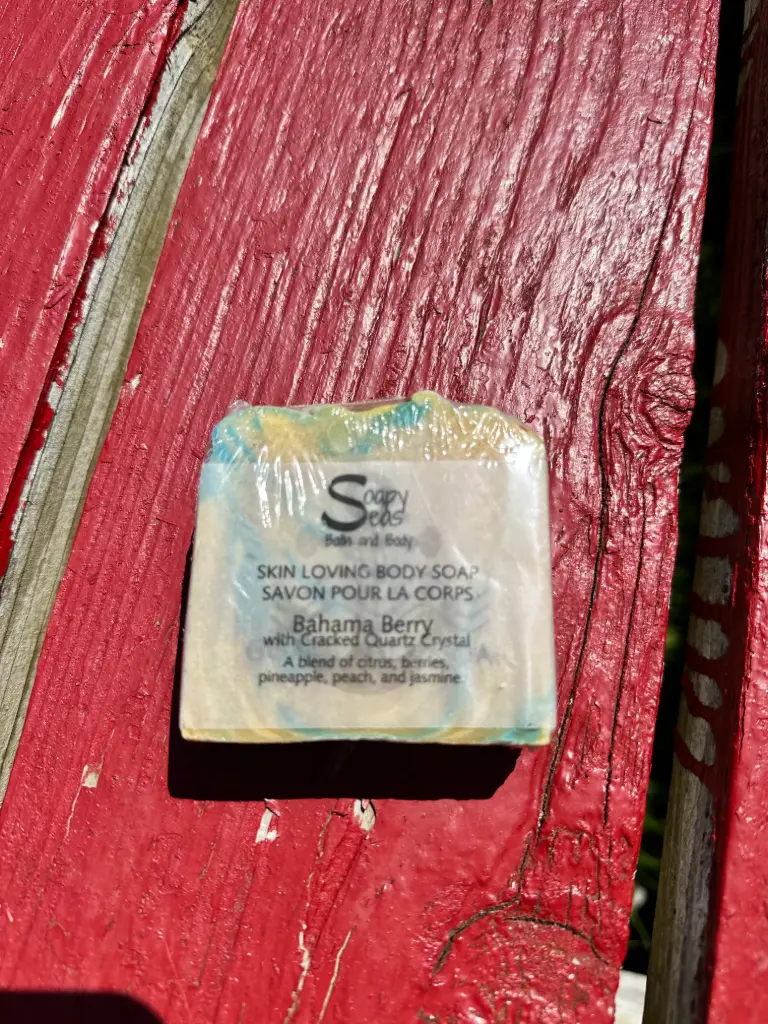 Soapy
Seas
Bath and Body
SKIN LOVING BODY SOAP
SAVON POUR LA CORPS
Bahama Berry
with Cracked Quartz Crystal
A blend of citrus, berries,
pineapple, peach, and jasmine.